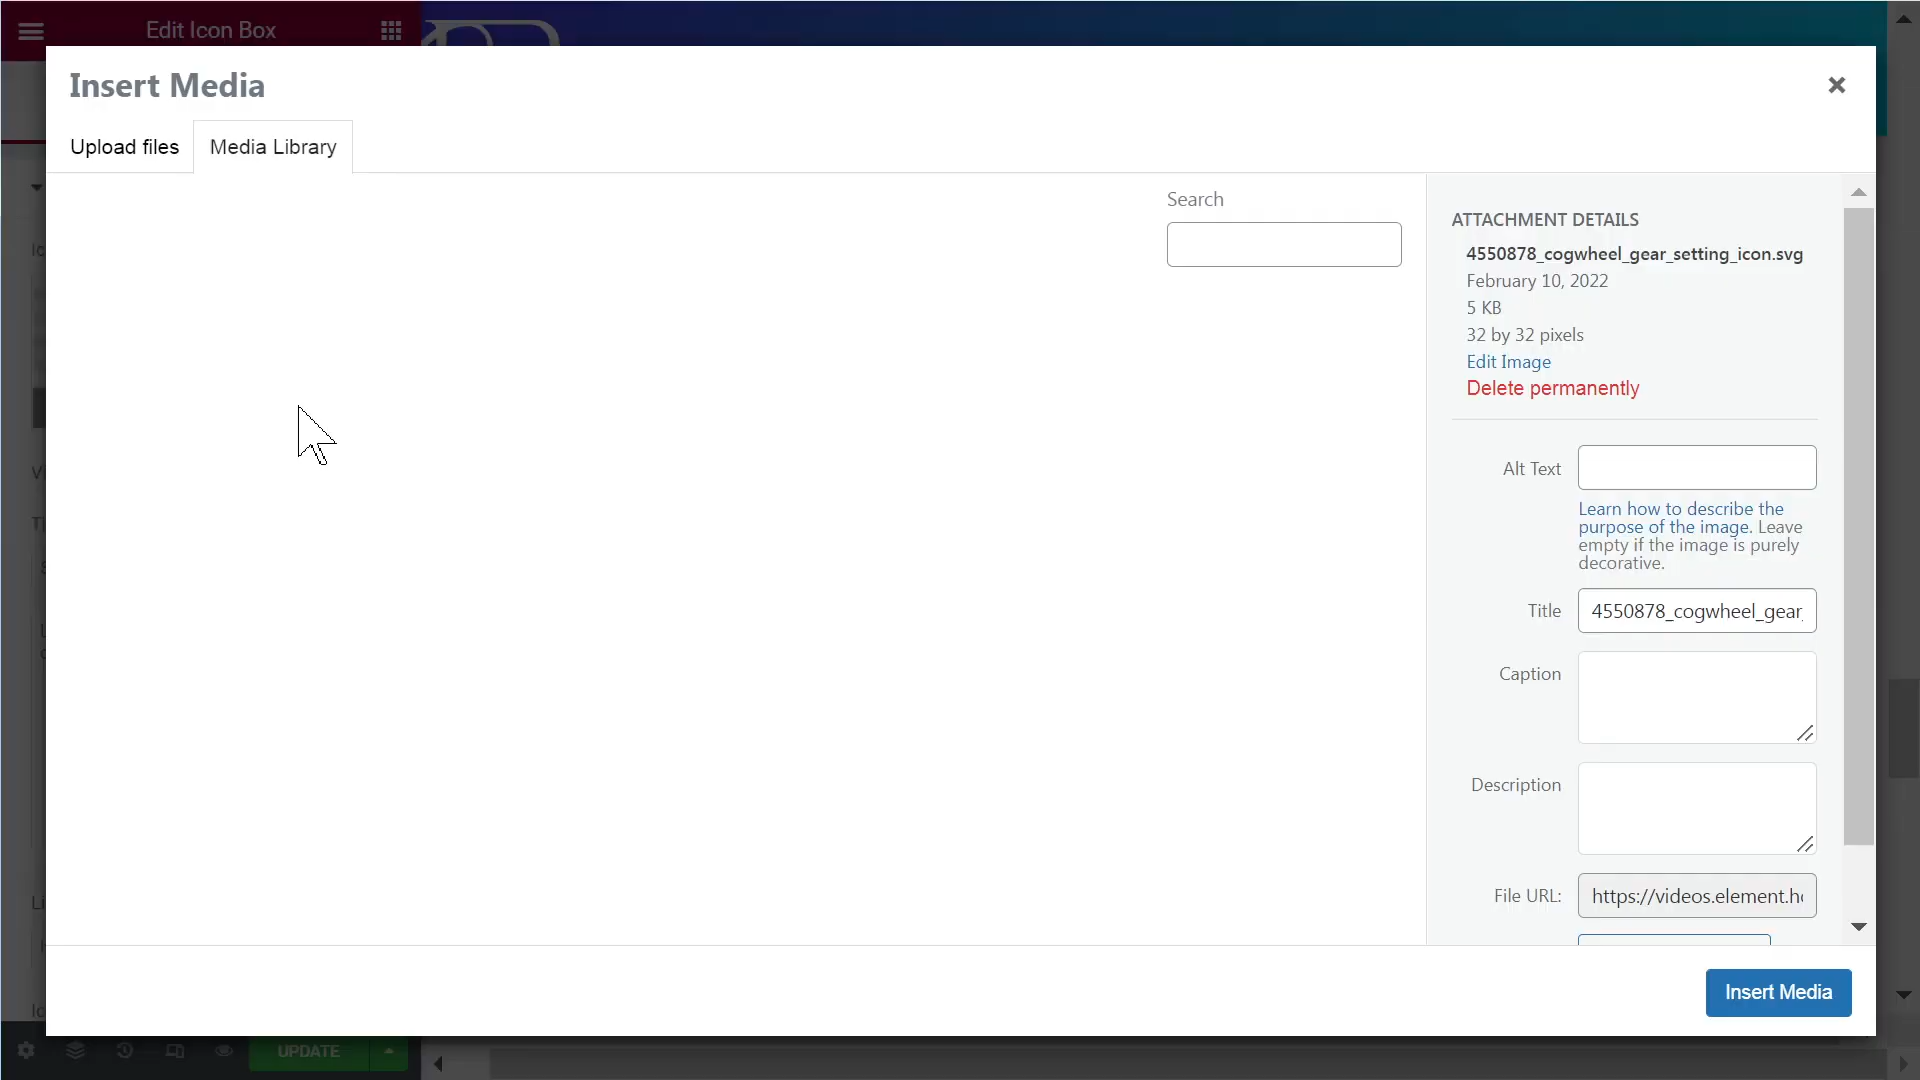 Edit Icon Box
Insert Media
Upload files
Media Library
Search
ATTACHMENT DETAILS
4550878_cogwheel_gear_setting_icon.svg
February 10, 2022
5 KB
32 by 32 pixels
Edit Image
Delete permanently
Alt Text
Learn how to describe the
purpose of the image. Leave
empty if the image is purely
decorative.
Title
4550878_cogwheel_gear_
Caption
Description
File URL:
https://videos.element.h
Insert Media
UPDATE